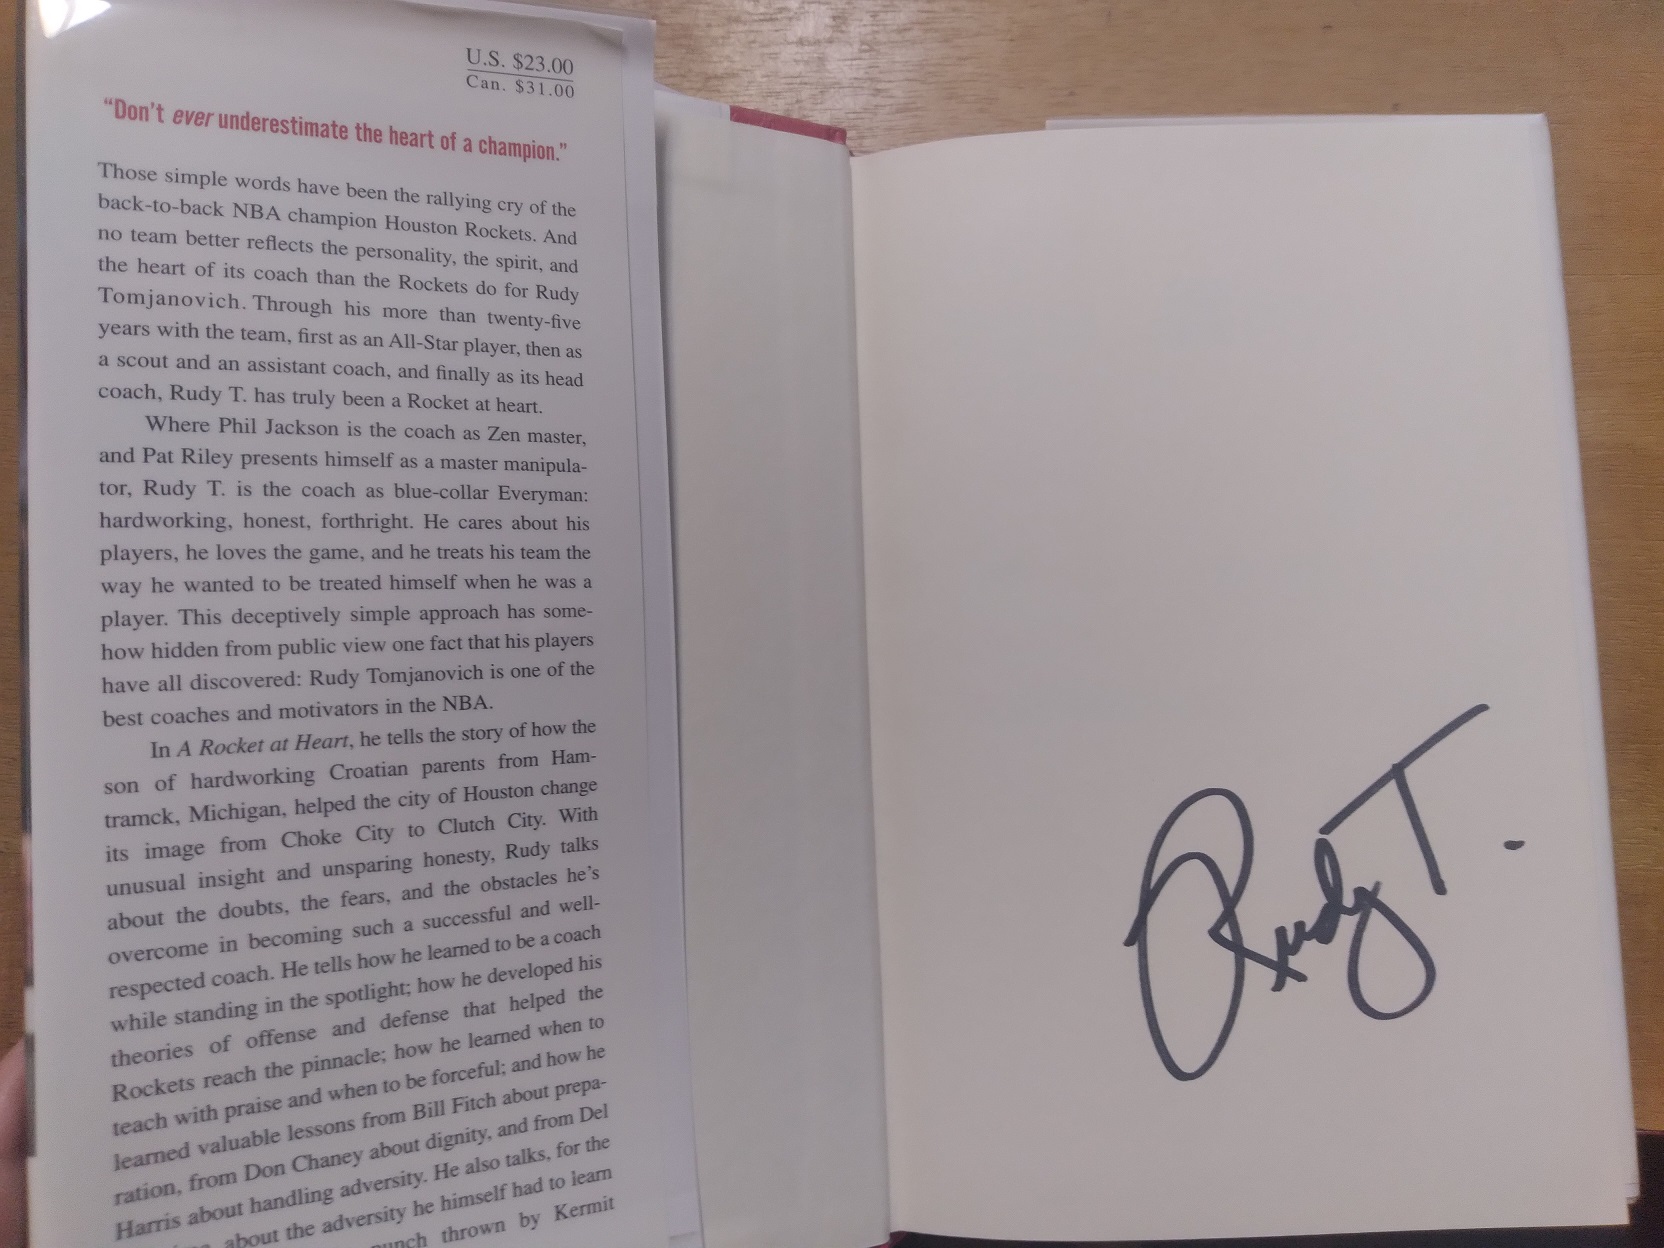 U.S. $23.00
Can. $31.00
“Don’t ever underestimate the heart of a champion.”
Those simple words have been the rallying cry of the
back-to-back NBA champion Houston Rockets. And
no team better reflects the personality, the spirit, and
the heart of its coach than the Rockets do for Rudy
Tomjanovich. Through his more than twenty-five
years with the team, first as an All-Star player, then as
a scout and an assistant coach, and finally as its head
coach, Rudy T. has truly been a Rocket at heart.
Where Phil Jackson is the coach as Zen master,
and Pat Riley presents himself as a master manipula-
tor, Rudy T. is the coach as blue-collar Everyman:
hardworking, honest, forthright. He cares about his
players, he loves the game, and he treats his team the
way he wanted to be treated himself when he was a
player. This deceptively simple approach has some-
how hidden from public view one fact that his players
have all discovered: Rudy Tomjanovich is one of the
best coaches and motivators in the NBA.
In A Rocket at Heart, he tells the story of how the
son of hardworking Croatian parents from Ham-
tramck, Michigan, helped the city of Houston change
its image from Choke City to Clutch City. With
unusual insight and unsparing honesty, Rudy talks
about the doubts, the fears, and the obstacles he’s
overcome in becoming such a successful and well-
respected coach. He tells how he learned to be a coach
while standing in the spotlight; how he developed his
theories of offense and defense that helped the
Rockets reach the pinnacle; how he learned when to
teach with praise and when to be forceful; and how he
learned valuable lessons from Bill Fitch about prepa-
ration, from Don Chaney about dignity, and from Del
Harris about handling adversity. He also talks, for the
about the adversity he himself had to learn
thrown by Kermit
Rudy T.